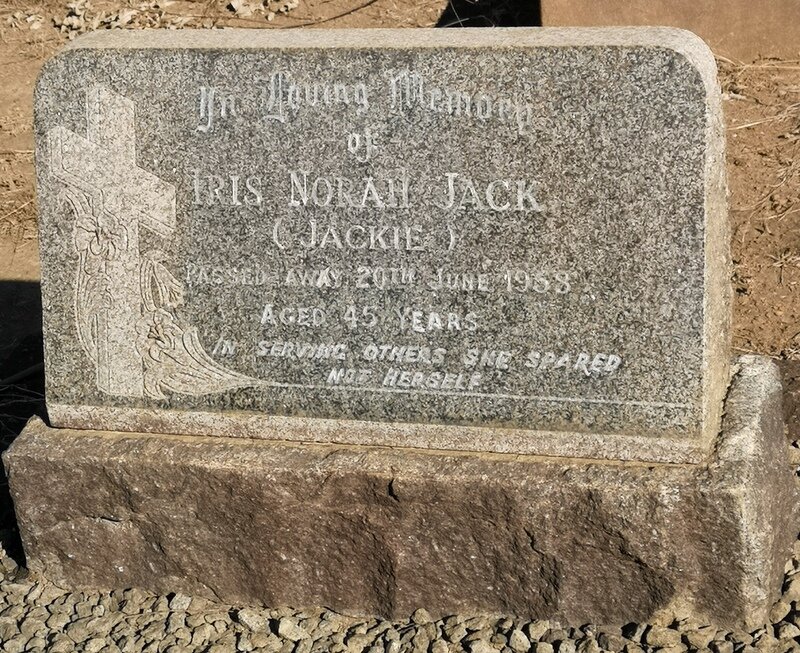 In Loving Memory
of
IRIS NORAH JACK
( JACKIE )
PASSED AWAY 20TH JUNE 1958
AGED 45 YEARS
IN SERVING OTHERS SHE SPARED
NOT HERSELF